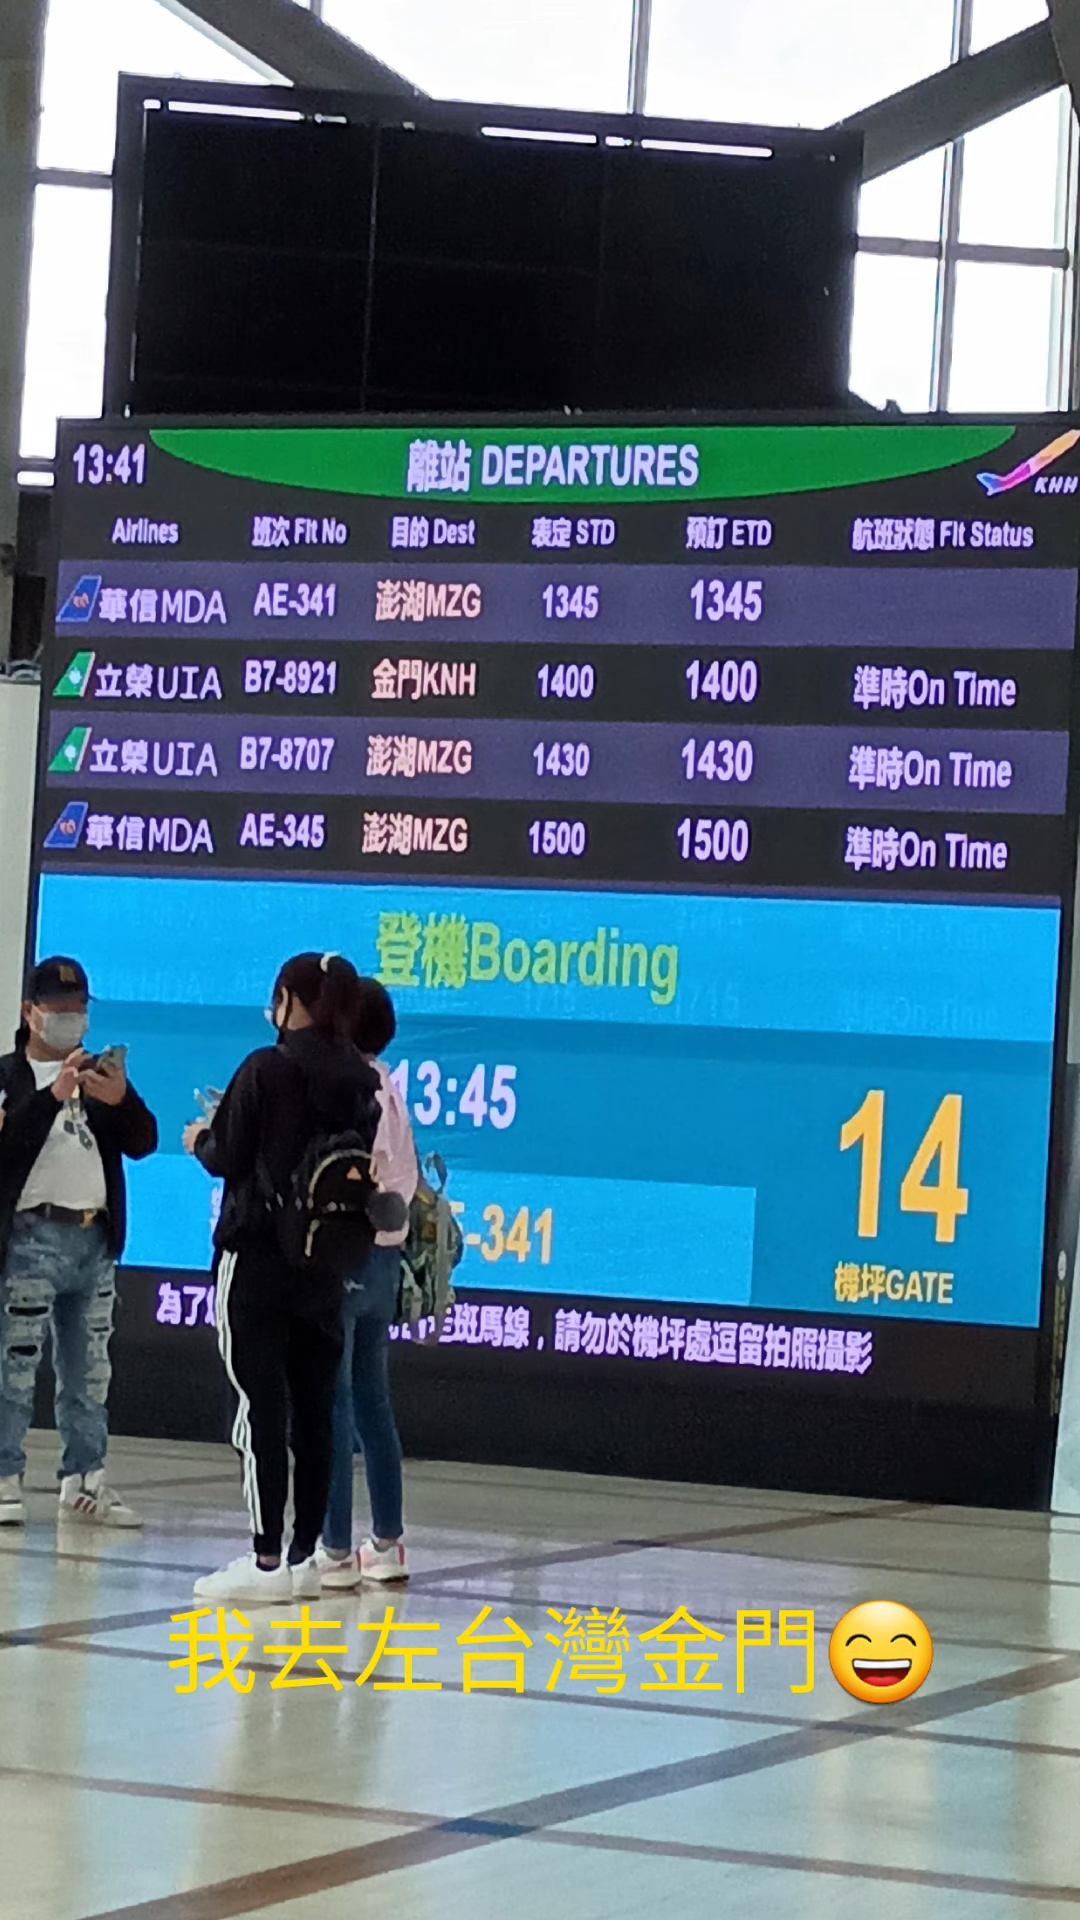 13:41 離站 DEPARTURES KHH
Airlines 班次 Flt No 目的 Dest 表定 STD 預訂 ETD 航班狀態 Flt Status
華信MDA AE-341 澎湖MZG 1345 1345
立榮UIA B7-8921 金門KNH 1400 1400 準時On Time
立榮UIA B7-8707 澎湖MZG 1430 1430 準時On Time
華信MDA AE-345 澎湖MZG 1500 1500 準時On Time
登機Boarding
13:45
14
-341
機坪GATE
為了 斑馬線，請勿於機坪處逗留拍照攝影
我去左台灣金門😄